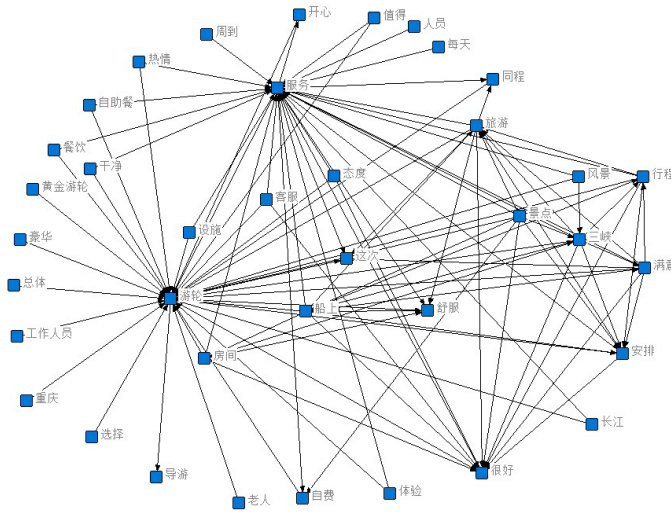 开心
值得
人员
周到
每天
热情
同程
服务
自助餐
旅游
餐饮
干净
态度
风景
行程
黄金游轮
客服
景点
设施
豪华
三峡
这次
满意
总体
游轮
船上
舒服
工作人员
房间
安排
重庆
长江
选择
很好
导游
老人
自费
体验